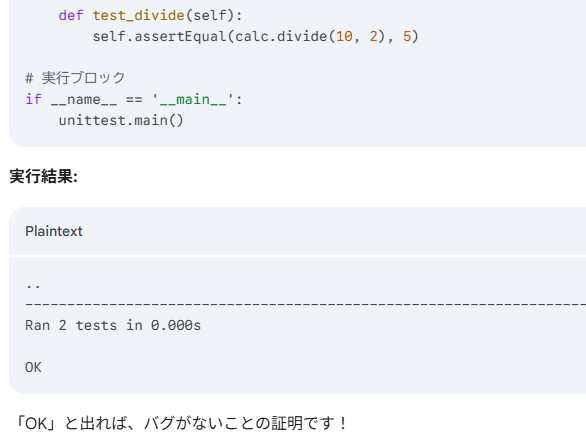 def test_divide(self):
self.assertEqual(calc.divide(10, 2), 5)
# 実行ブロック
if __name__ == '__main__':
unittest.main()
実行結果:
Plaintext
..
----------------------------------------------------------------------
Ran 2 tests in 0.000s
OK
「OK」と出れば、バグがないことの証明です！